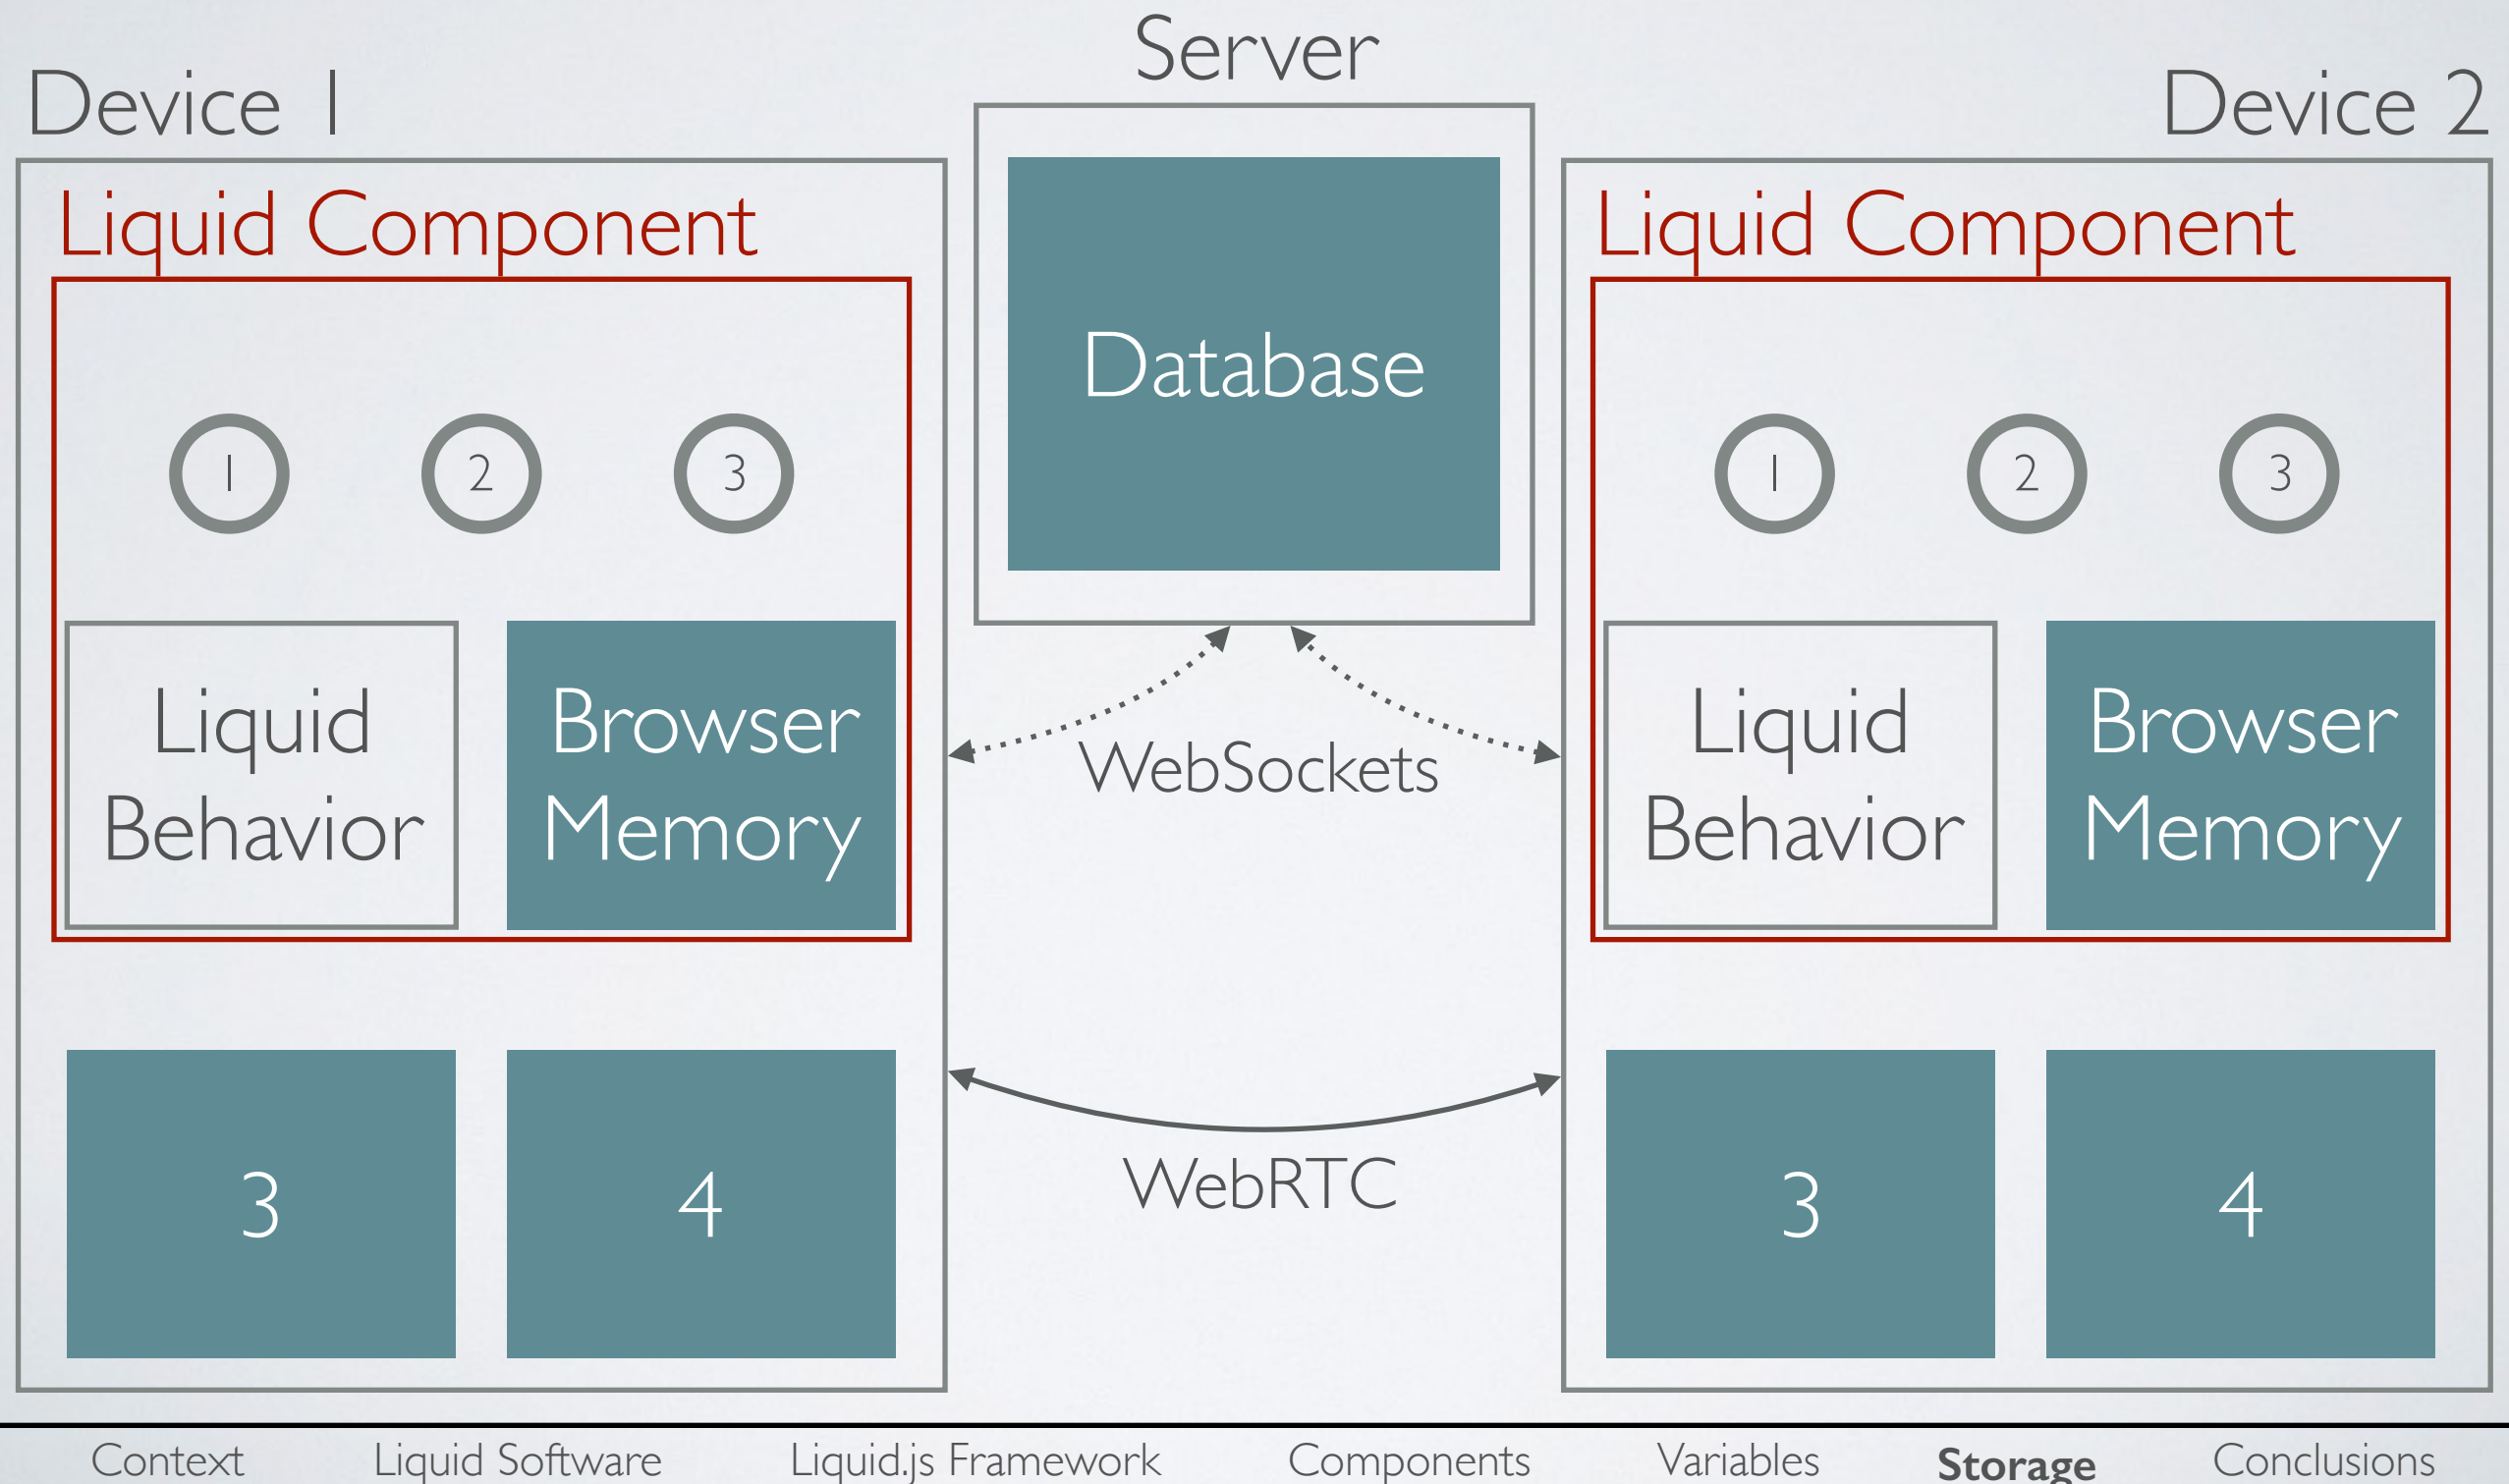 Server
Device 1
Device 2
Liquid Component
Database
Liquid Component
1 2 3
1 2 3
Liquid
Behavior
Browser
Memory
WebSockets
Liquid
Behavior
Browser
Memory
3
4
WebRTC
3
4
Context Liquid Software Liquid.js Framework Components Variables Storage Conclusions